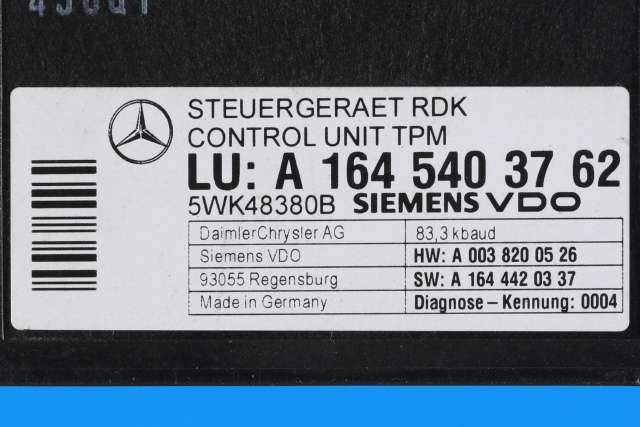 STEUERGERAET RDK
CONTROL UNIT TPM
LU: A 164 540 37 62
5WK48380B SIEMENS VDO
DaimlerChrysler AG 83,3 kbaud
Siemens VDO HW: A 003 820 05 26
93055 Regensburg SW: A 164 442 03 37
Made in Germany Diagnose – Kennung: 0004